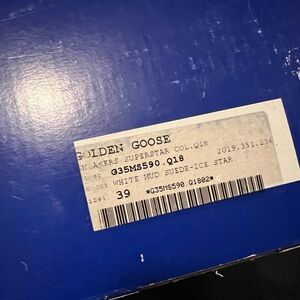 GOLDEN GOOSE
SNEAKERS SUPERSTAR COL.Q18 2019.351.236
G35MS590.Q18
WHITE MUD SUEDE-ICE STAR
39
*G35MS590.Q1802*